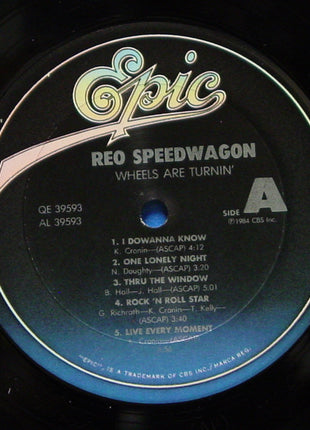 Epic
REO SPEEDWAGON
WHEELS ARE TURNIN'
QE 39593
AL 39593
SIDE A
℗1984 CBS Inc.
1. I DOWANNA KNOW
K. Cronin—(ASCAP) 4:12
2. ONE LONELY NIGHT
N. Doughty—(ASCAP) 3:20
3. THRU THE WINDOW
B. Hall—J. Hall—(ASCAP) 5:01
4. ROCK 'N ROLL STAR
G. Richrath—K. Cronin—T. Kelly—
(ASCAP) 3:40
5. LIVE EVERY MOMENT
Cronin—(ASCAP)
"EPIC", IS A TRADEMARK OF CBS INC./MARCA REG.